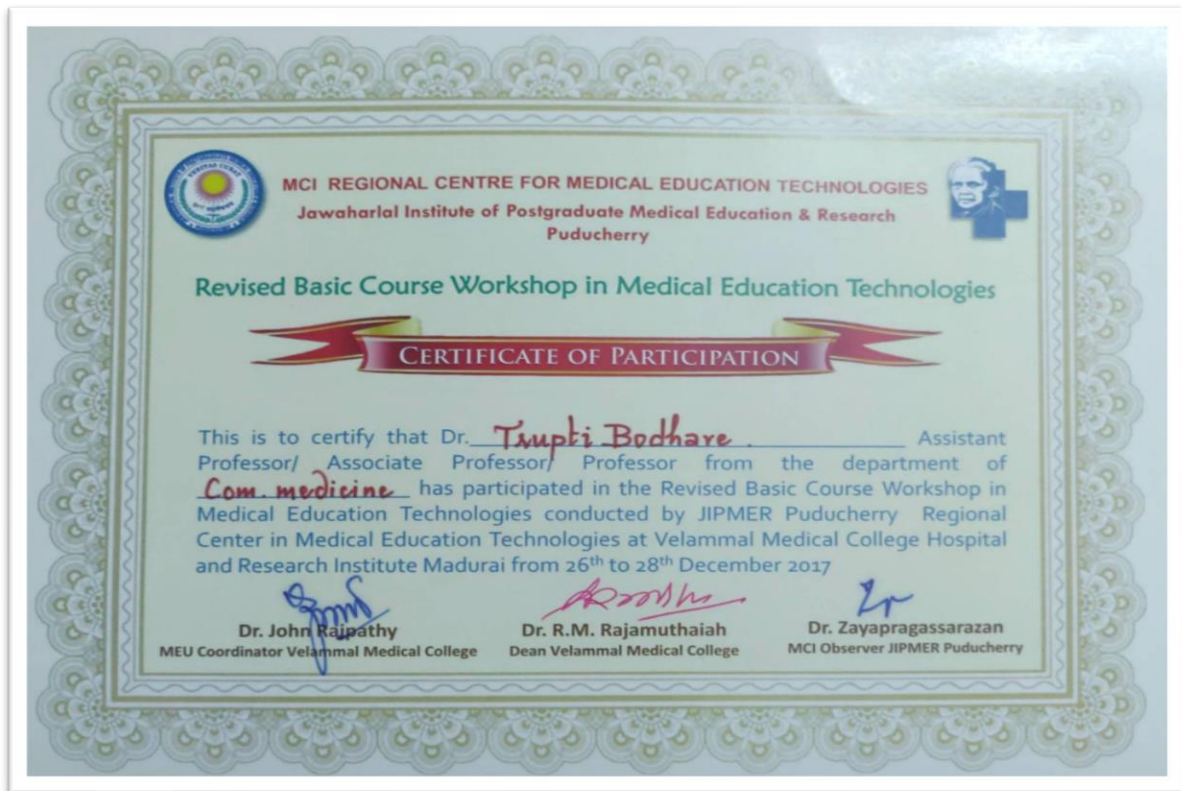 MCI REGIONAL CENTRE FOR MEDICAL EDUCATION TECHNOLOGIES
Jawaharlal Institute of Postgraduate Medical Education & Research
Puducherry
Revised Basic Course Workshop in Medical Education Technologies
CERTIFICATE OF PARTICIPATION
This is to certify that Dr. Trupti Bodhare. Assistant
Professor/ Associate Professor/ Professor from the department of
Com. medicine has participated in the Revised Basic Course Workshop in
Medical Education Technologies conducted by JIPMER Puducherry Regional
Center in Medical Education Technologies at Velammal Medical College Hospital
and Research Institute Madurai from 26th to 28th December 2017
Dr. John Rajpathy
MEU Coordinator Velammal Medical College
Dr. R.M. Rajamuthaiah
Dean Velammal Medical College
Dr. Zayapragassarazan
MCI Observer JIPMER Puducherry